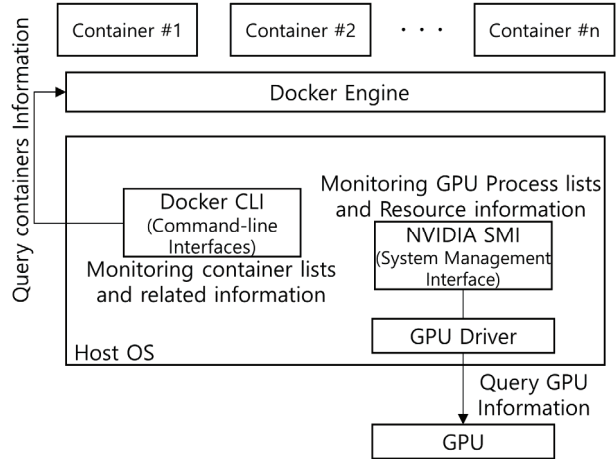 Container #1
Container #2
· · ·
Container #n
Query containers Information
Docker Engine
Docker CLI
(Command-line
Interfaces)
Monitoring container lists
and related information
Monitoring GPU Process lists
and Resource information
NVIDIA SMI
(System Management
Interface)
GPU Driver
Host OS
Query GPU
Information
GPU